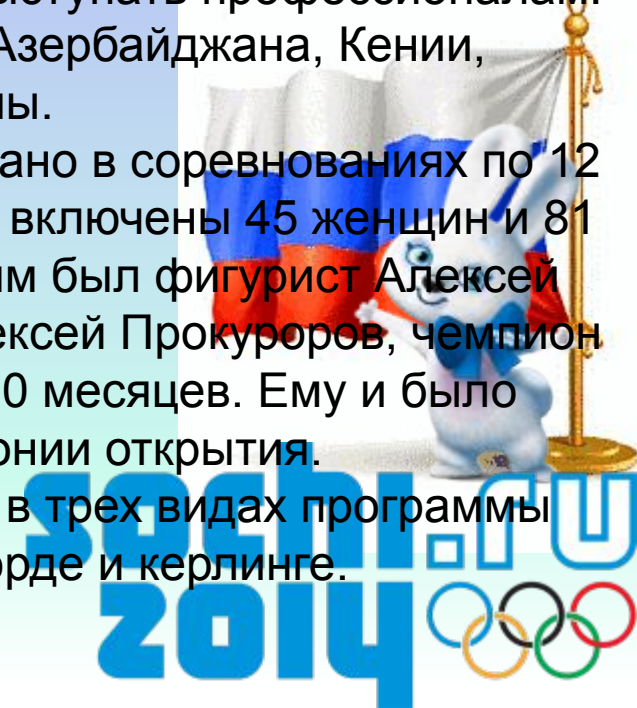 выступать профессионалам.
Азербайджана, Кении,
ны.
ано в соревнованиях по 12
включены 45 женщин и 81
им был фигурист Алексей
ексей Прокуроров, чемпион
0 месяцев. Ему и было
онии открытия.
в трех видах программы
орде и керлинге.
sochi.ru
2014